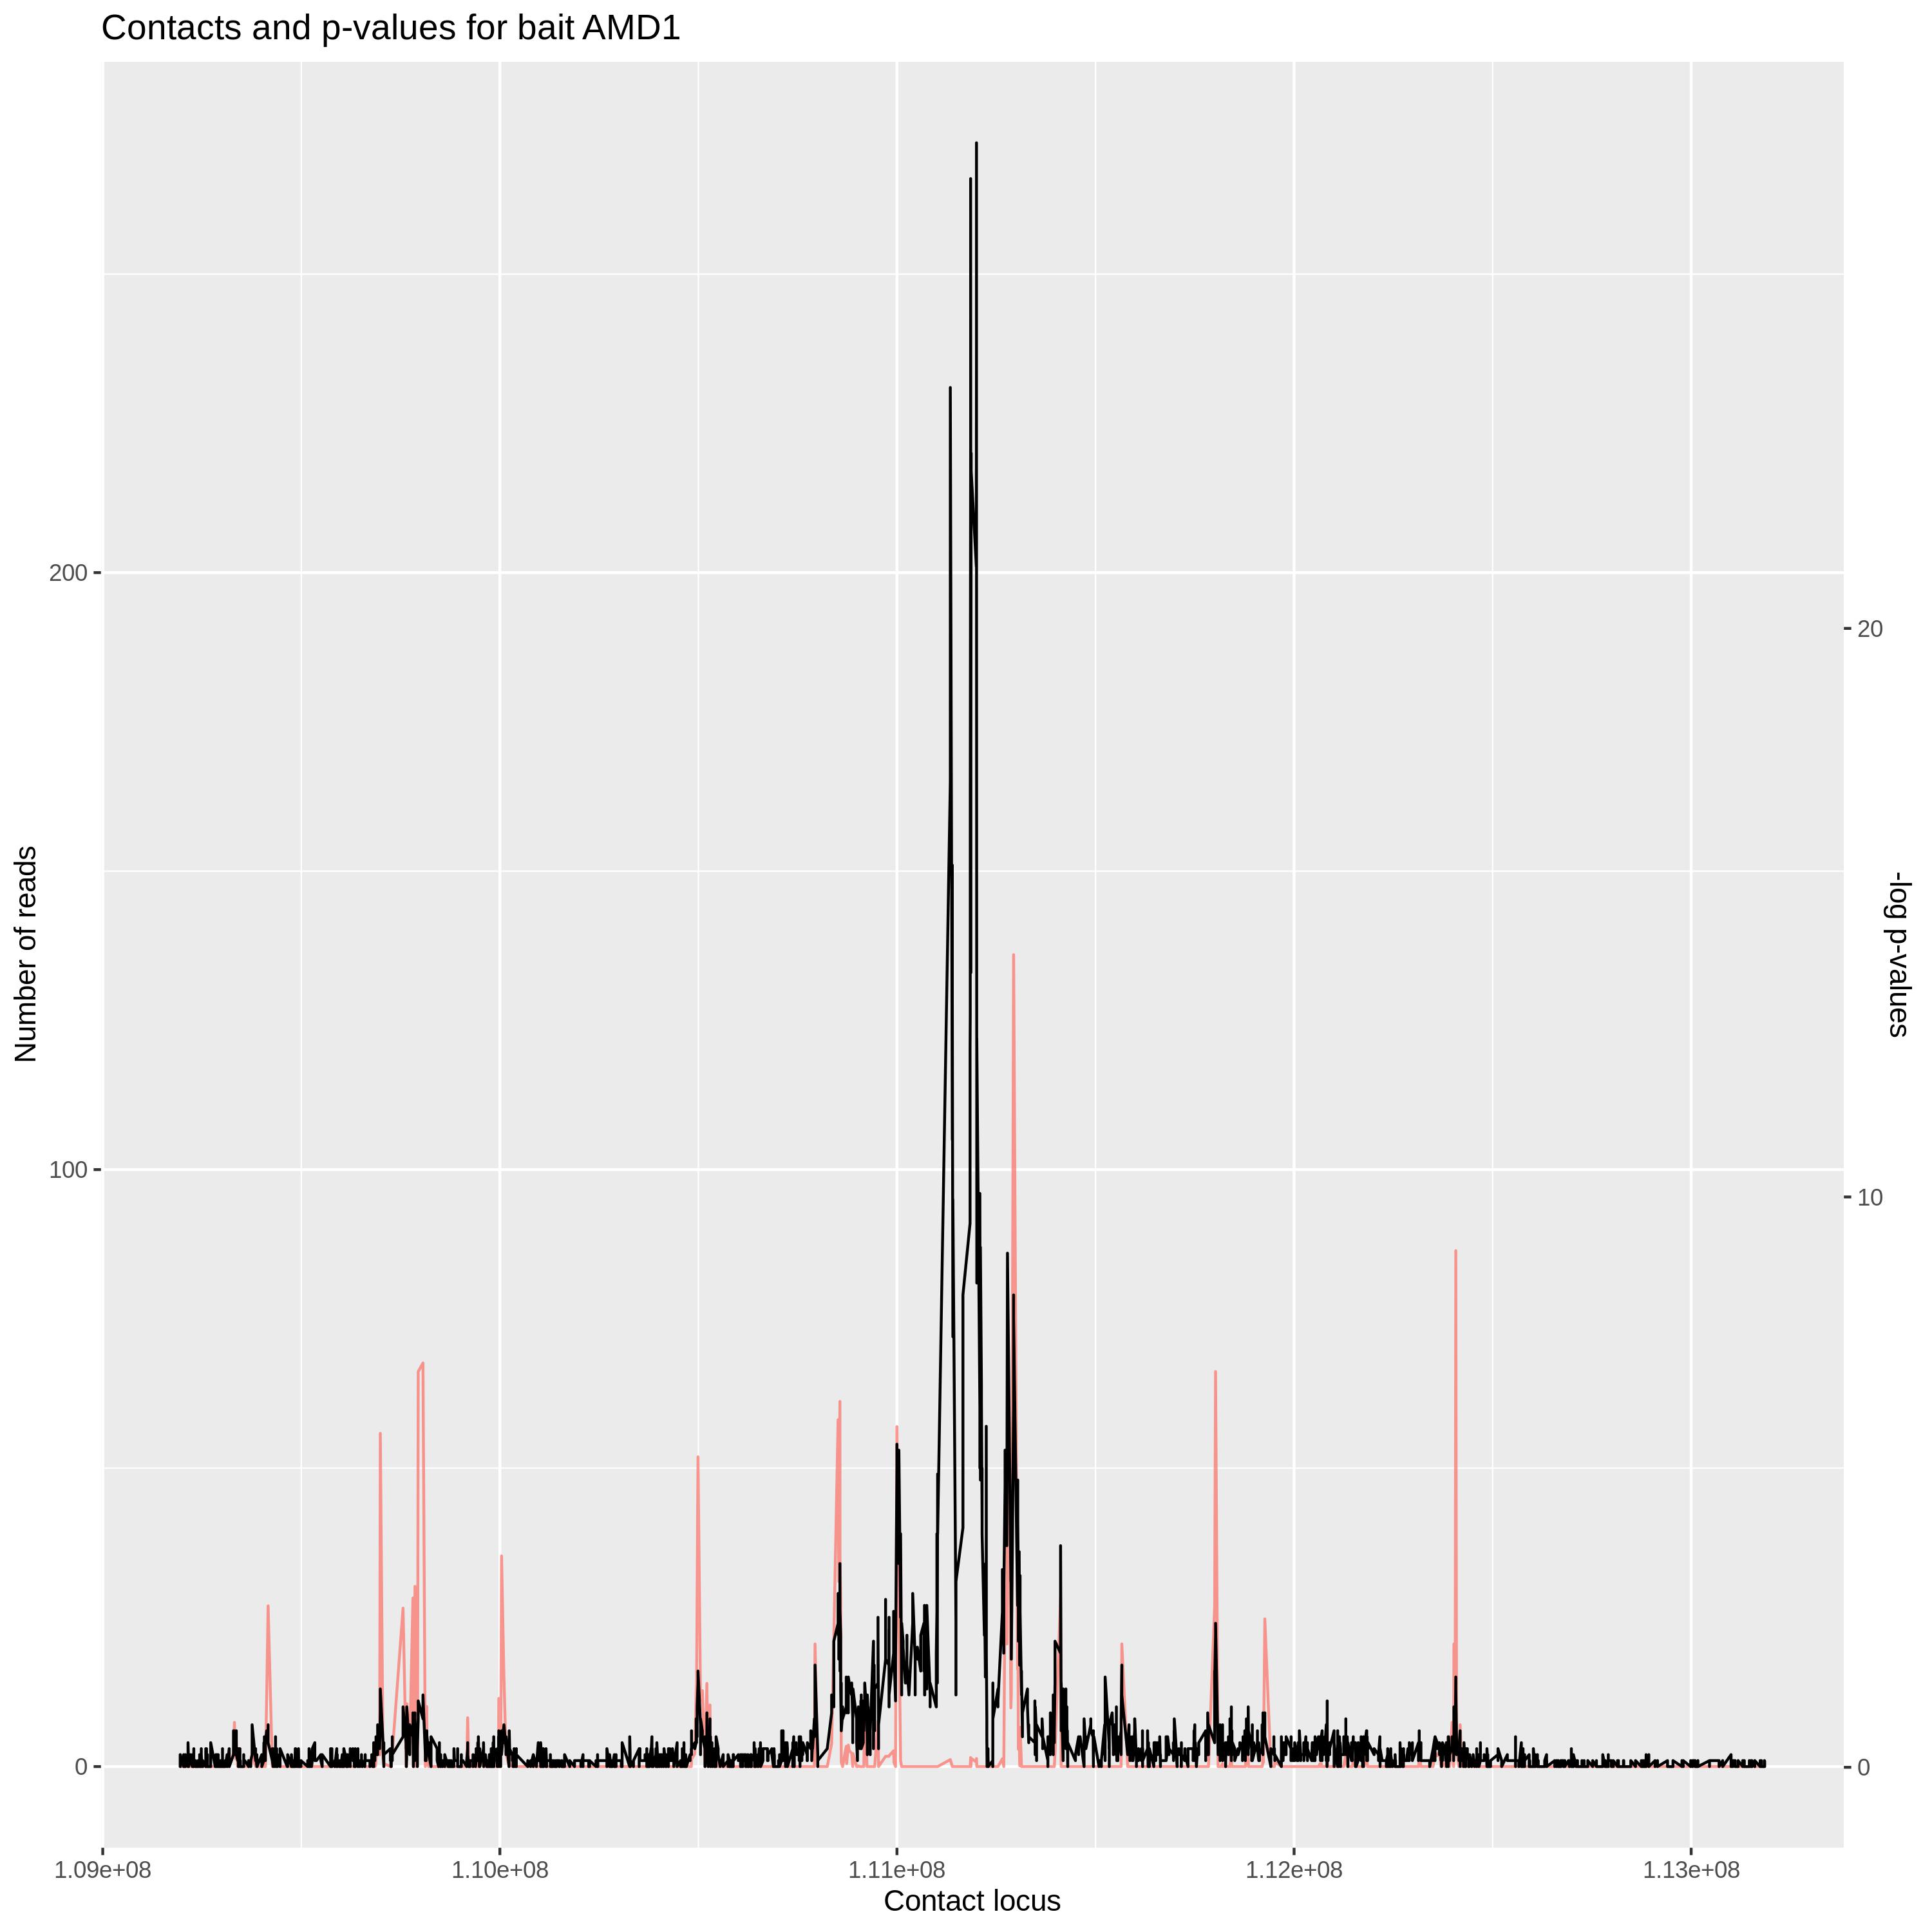 Contacts and p-values for bait AMD1
Number of reads
200
100
0
20
10
0
-log p-values
1.09e+08
1.10e+08
1.11e+08
1.12e+08
1.13e+08
Contact locus